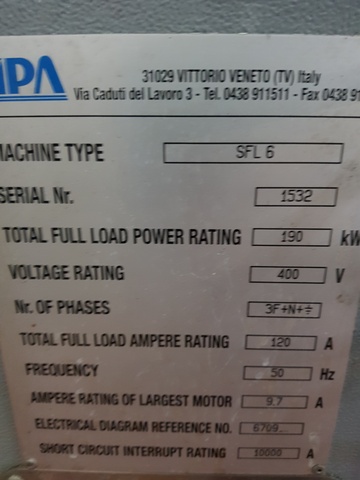 IPA
31029 VITTORIO VENETO (TV) Italy
Via Caduti del Lavoro 3 - Tel. 0438 911511 - Fax 0438 91
MACHINE TYPE SFL 6
SERIAL Nr. 1532
TOTAL FULL LOAD POWER RATING 190 kW
VOLTAGE RATING 400 V
Nr. OF PHASES 3F+N+⏚
TOTAL FULL LOAD AMPERE RATING 120 A
FREQUENCY 50 Hz
AMPERE RATING OF LARGEST MOTOR 9.7 A
ELECTRICAL DIAGRAM REFERENCE NO. 6709
SHORT CIRCUIT INTERRUPT RATING 10000 A